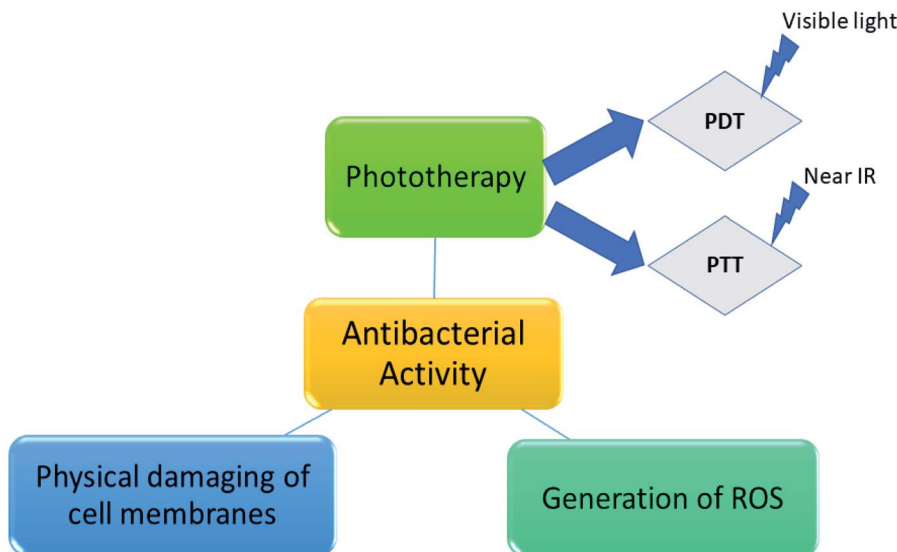 Visible light
PDT
Phototherapy
Near IR
PTT
Antibacterial
Activity
Physical damaging of
cell membranes
Generation of ROS